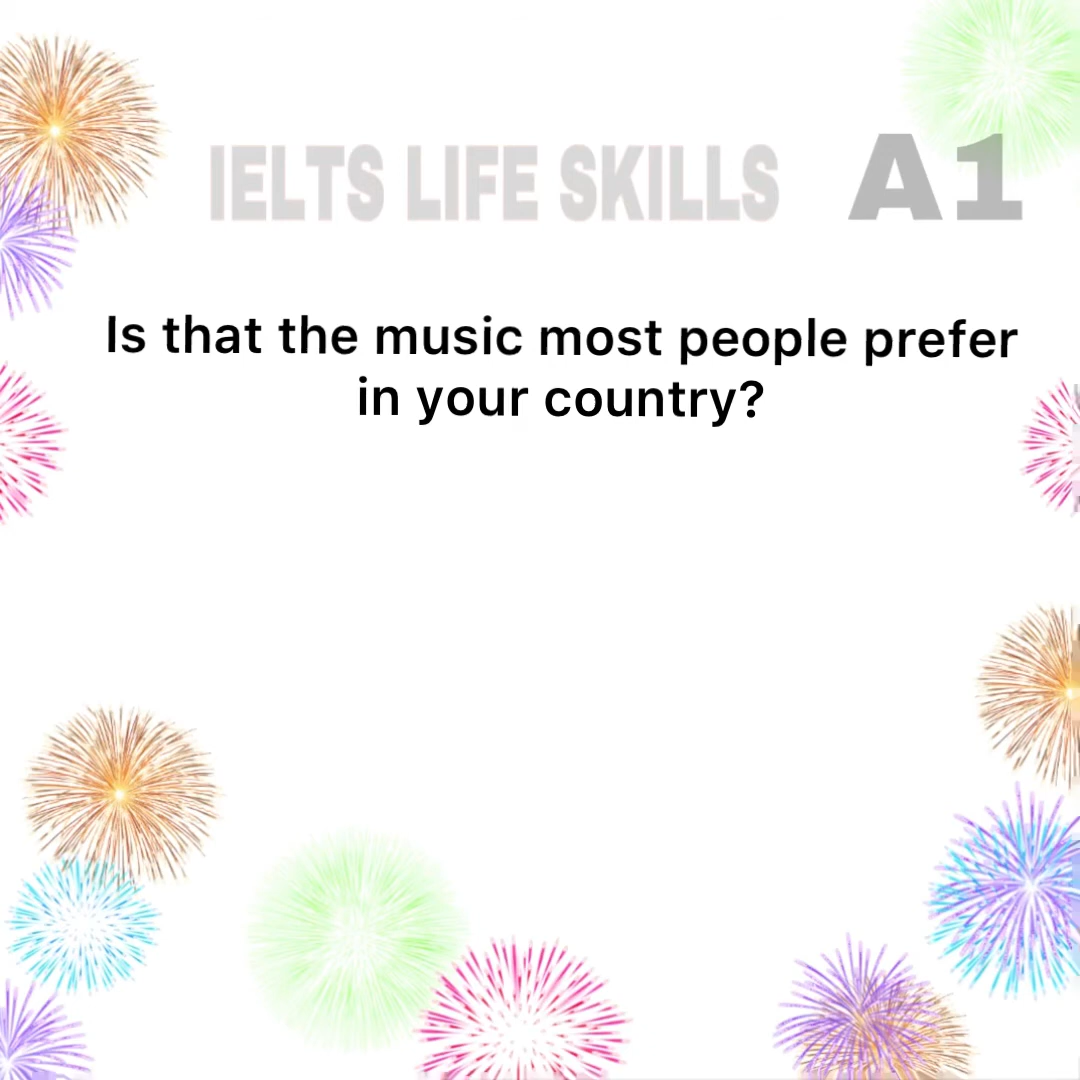 IELTS LIFE SKILLS A1
Is that the music most people prefer
in your country?